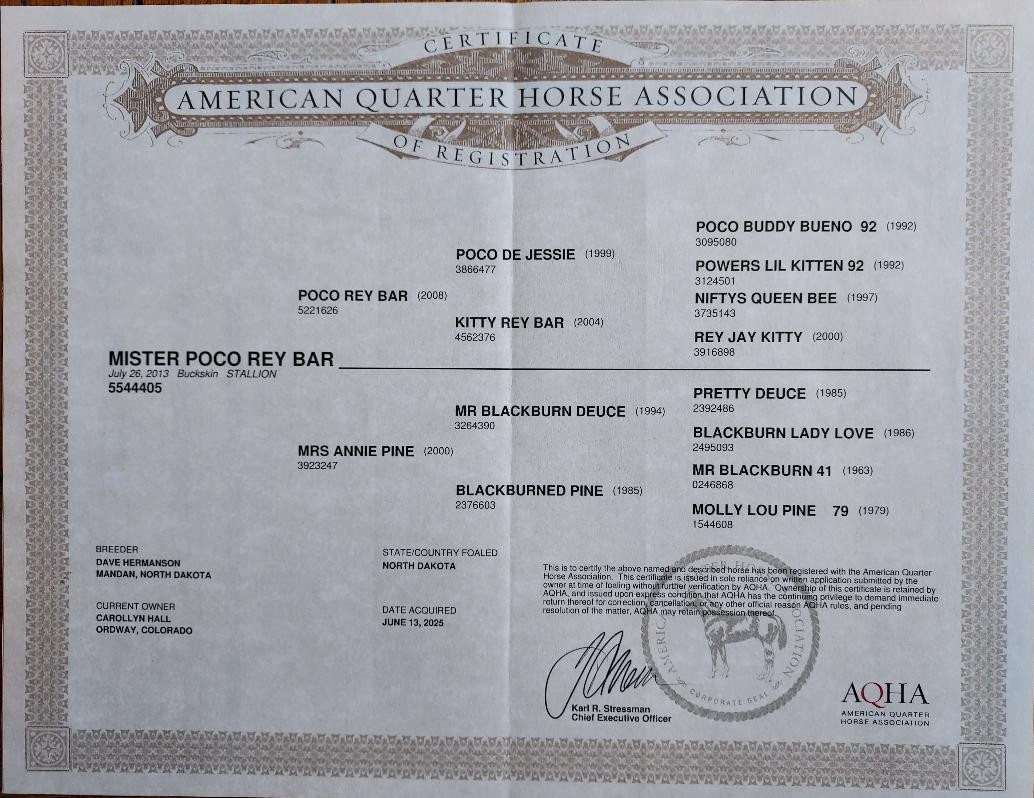 CERTIFICATE
AMERICAN QUARTER HORSE ASSOCIATION
OF REGISTRATION
POCO BUDDY BUENO 92 (1992)
3095080
POCO DE JESSIE (1999)
3866477
POWERS LIL KITTEN 92 (1992)
3124501
POCO REY BAR (2008)
5221626
NIFTYS QUEEN BEE (1997)
3735143
KITTY REY BAR (2004)
4562376
REY JAY KITTY (2000)
3916898
MISTER POCO REY BAR
July 26, 2013 Buckskin STALLION
5544405
PRETTY DEUCE (1985)
2392486
MR BLACKBURN DEUCE (1994)
3264390
BLACKBURN LADY LOVE (1986)
2495093
MRS ANNIE PINE (2000)
3923247
MR BLACKBURN 41 (1963)
0246868
BLACKBURNED PINE (1985)
2376603
MOLLY LOU PINE 79 (1979)
1544608
BREEDER
DAVE HERMANSON
MANDAN, NORTH DAKOTA
STATE/COUNTRY FOALED
NORTH DAKOTA
CURRENT OWNER
CAROLLYN HALL
ORDWAY, COLORADO
DATE ACQUIRED
JUNE 13, 2025
This is to certify the above named and described horse has been registered with the American Quarter
Horse Association. This certificate is issued in sole reliance on written application submitted by the
owner at time of foaling without further verification by AQHA. Ownership of this certificate is retained by
AQHA, and issued upon express condition that AQHA has the continuing privilege to demand immediate
return thereof for correction, cancellation, or any other official reason AQHA rules, and pending
resolution of the matter, AQHA may retain possession thereof.
CORPORATE SEAL
Karl R. Stressman
Chief Executive Officer
AQHA
AMERICAN QUARTER
HORSE ASSOCIATION